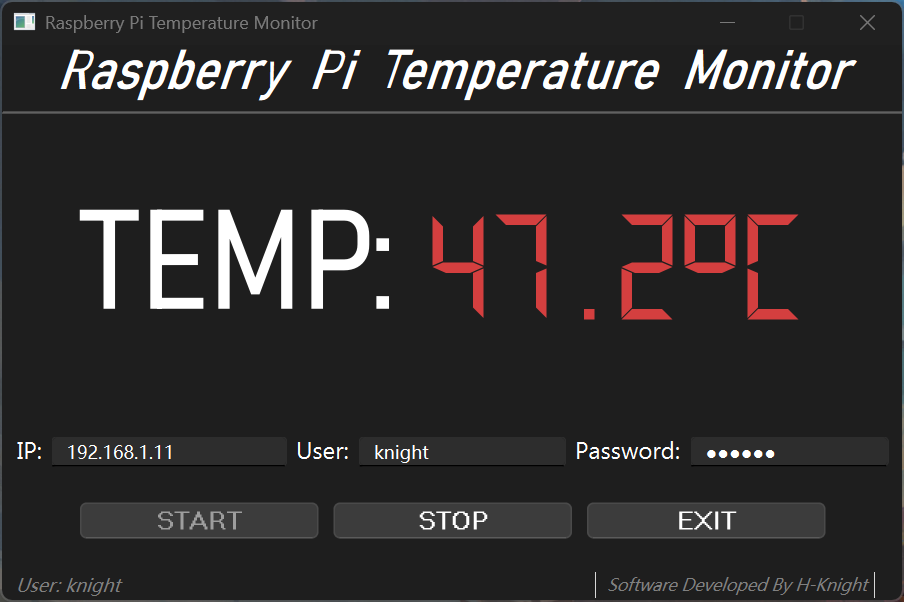 Raspberry Pi Temperature Monitor
Raspberry Pi Temperature Monitor
TEMP: 47.2ºC
IP: 192.168.1.11 User: knight Password: ●●●●●●
START STOP EXIT
User: knight Software Developed By H-Knight